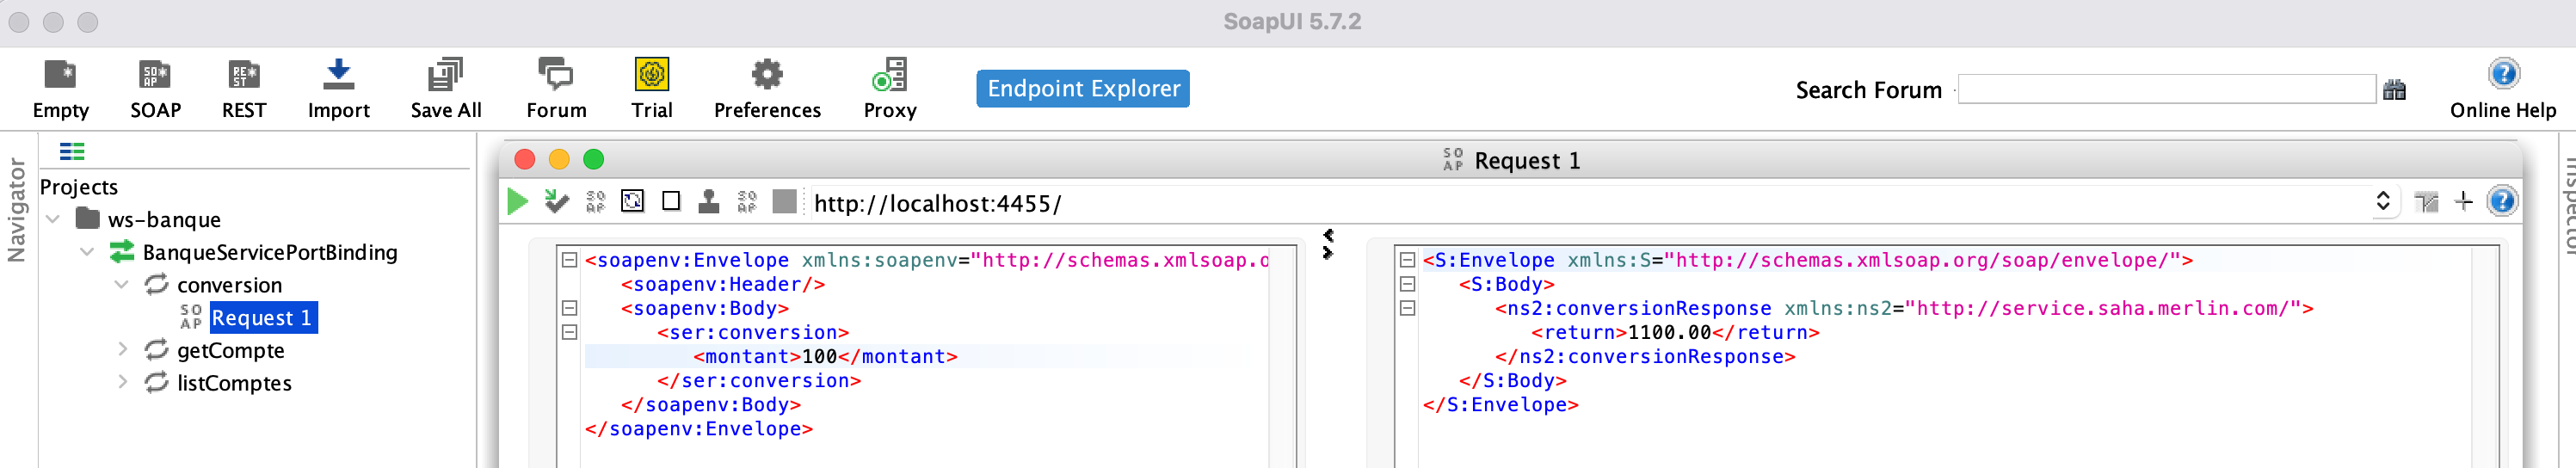 SoapUI 5.7.2
Empty SOAP REST Import Save All Forum Trial Preferences Proxy
Endpoint Explorer
Search Forum
Online Help
Navigator
Projects
ws-banque
BanqueServicePortBinding
conversion
Request 1
getCompte
listComptes
Request 1
http://localhost:4455/
<soapenv:Envelope xmlns:soapenv="http://schemas.xmlsoap.o
<soapenv:Header/>
<soapenv:Body>
<ser:conversion>
<montant>100</montant>
</ser:conversion>
</soapenv:Body>
</soapenv:Envelope>
<S:Envelope xmlns:S="http://schemas.xmlsoap.org/soap/envelope/">
<S:Body>
<ns2:conversionResponse xmlns:ns2="http://service.saha.merlin.com/">
<return>1100.00</return>
</ns2:conversionResponse>
</S:Body>
</S:Envelope>
Inspector